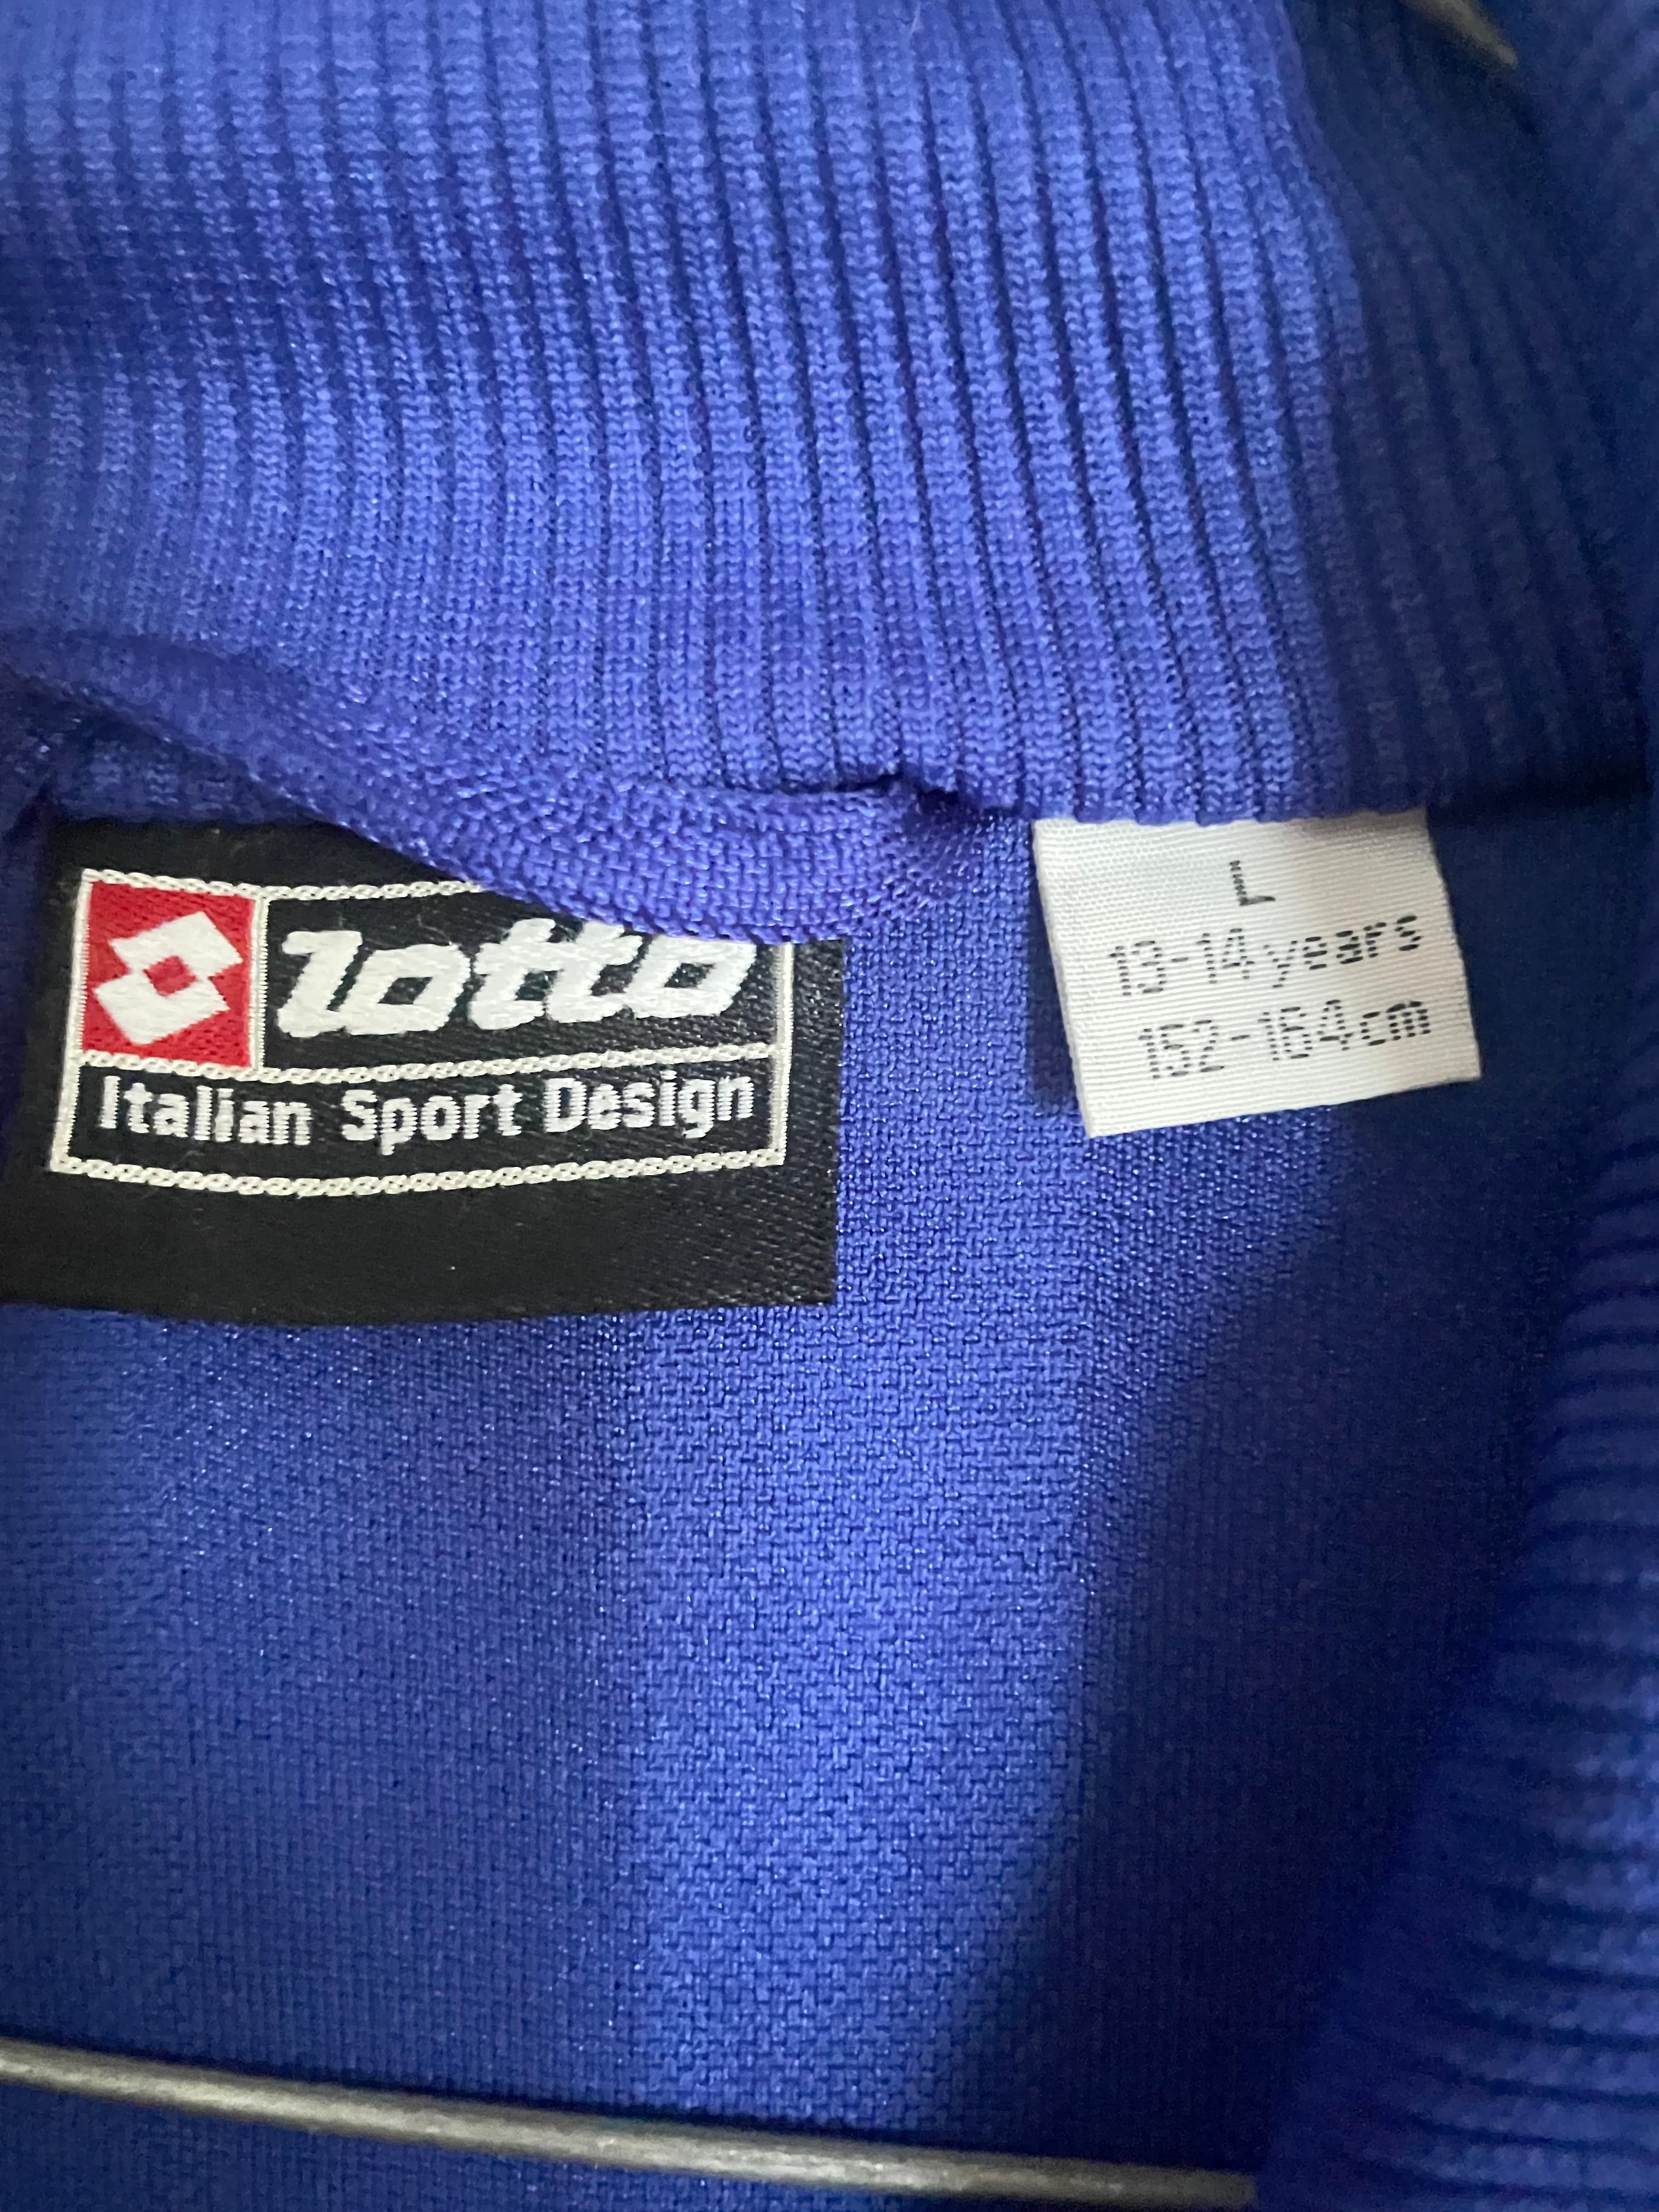 lotto
Italian Sport Design
L
13-14 years
152-164cm